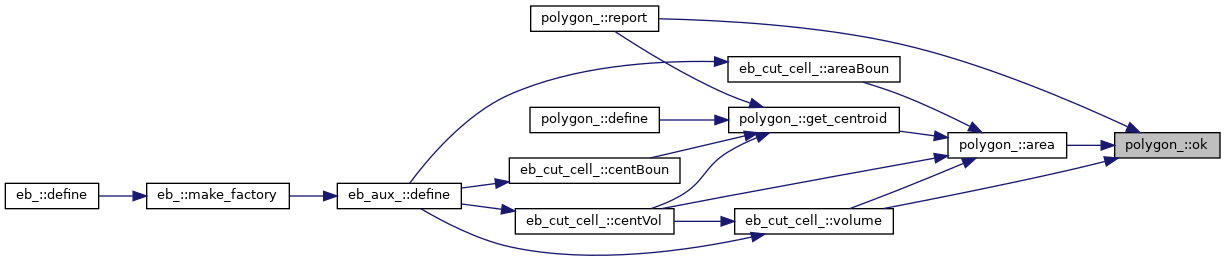 polygon_::report
eb_cut_cell_::areaBoun
polygon_::define
polygon_::get_centroid
polygon_::area
polygon_::ok
eb_cut_cell_::centBoun
eb_::define
eb_::make_factory
eb_aux_::define
eb_cut_cell_::centVol
eb_cut_cell_::volume